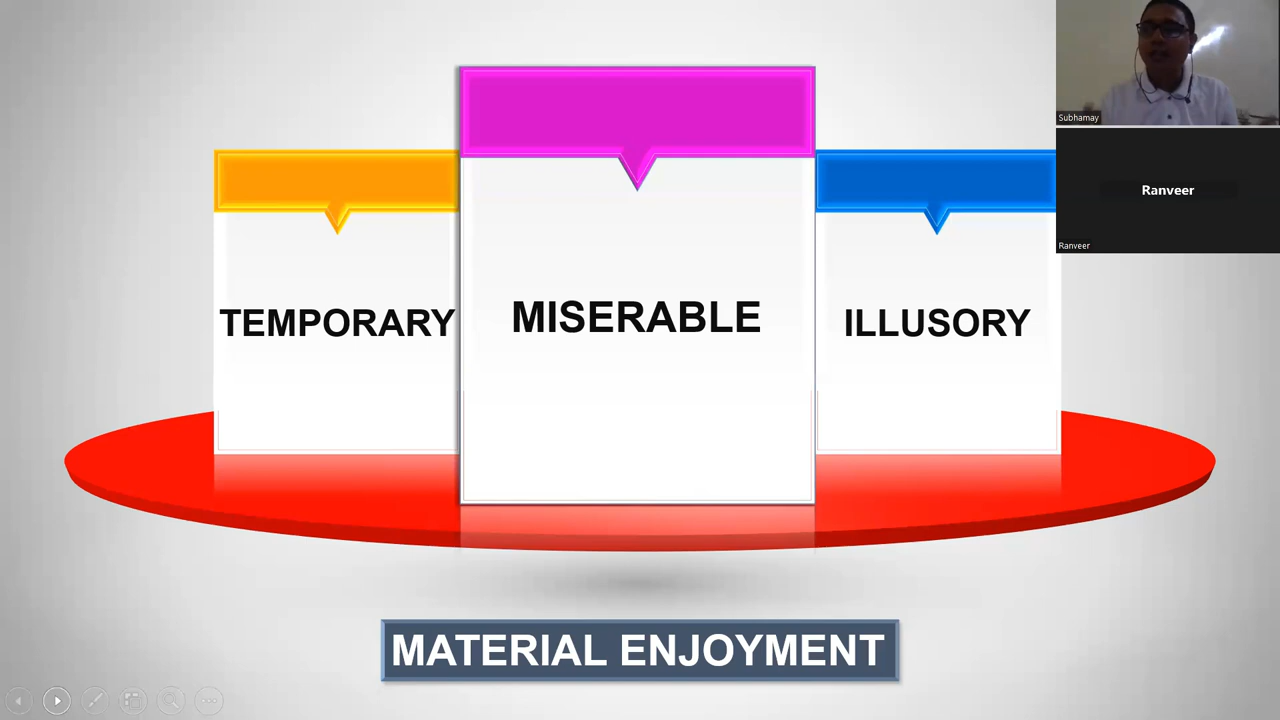 TEMPORARY
MISERABLE
ILLUSORY
MATERIAL ENJOYMENT
Subhamay
Ranveer
Ranveer